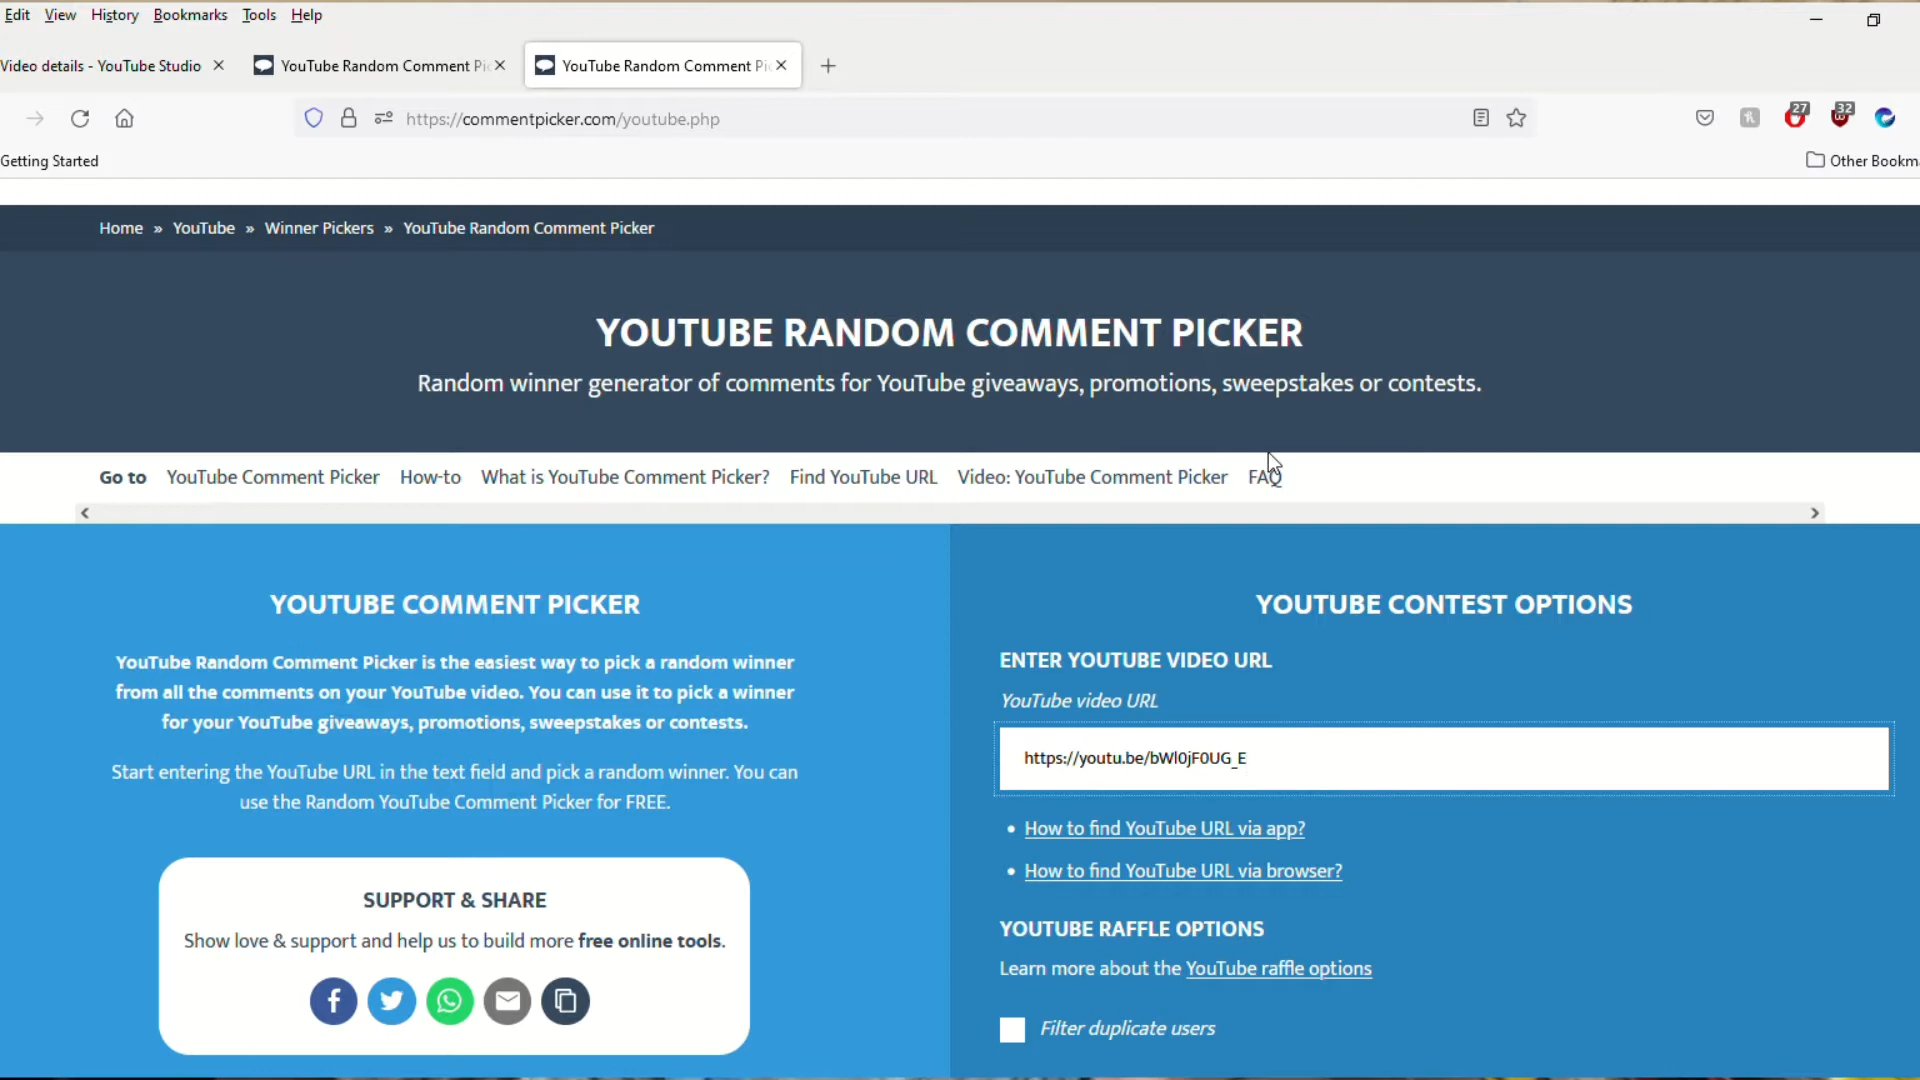 Edit View History Bookmarks Tools Help
Video details - YouTube Studio
YouTube Random Comment Pi
YouTube Random Comment Pi
https://commentpicker.com/youtube.php
27
32
Getting Started
Other Bookma
Home » YouTube » Winner Pickers » YouTube Random Comment Picker
YOUTUBE RANDOM COMMENT PICKER
Random winner generator of comments for YouTube giveaways, promotions, sweepstakes or contests.
Go to YouTube Comment Picker How-to What is YouTube Comment Picker? Find YouTube URL Video: YouTube Comment Picker FAQ
YOUTUBE COMMENT PICKER
YouTube Random Comment Picker is the easiest way to pick a random winner
from all the comments on your YouTube video. You can use it to pick a winner
for your YouTube giveaways, promotions, sweepstakes or contests.
Start entering the YouTube URL in the text field and pick a random winner. You can
use the Random YouTube Comment Picker for FREE.
SUPPORT & SHARE
Show love & support and help us to build more free online tools.
YOUTUBE CONTEST OPTIONS
ENTER YOUTUBE VIDEO URL
YouTube video URL
https://youtu.be/bWl0jF0UG_E
• How to find YouTube URL via app?
• How to find YouTube URL via browser?
YOUTUBE RAFFLE OPTIONS
Learn more about the YouTube raffle options
Filter duplicate users